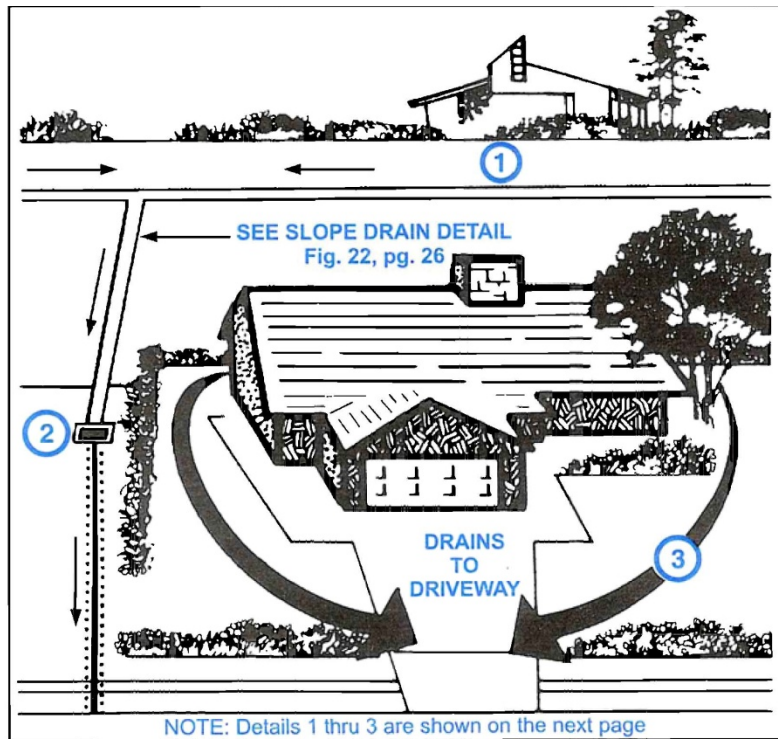 1
SEE SLOPE DRAIN DETAIL
Fig. 22, pg. 26
2
DRAINS
TO
DRIVEWAY
3
NOTE: Details 1 thru 3 are shown on the next page